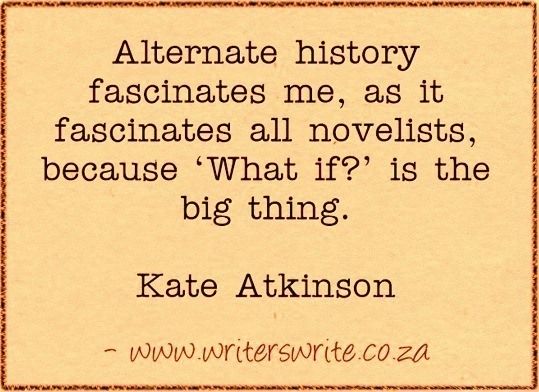 Alternate history
fascinates me, as it
fascinates all novelists,
because ‘What if?’ is the
big thing.
Kate Atkinson
- www.writerswrite.co.za